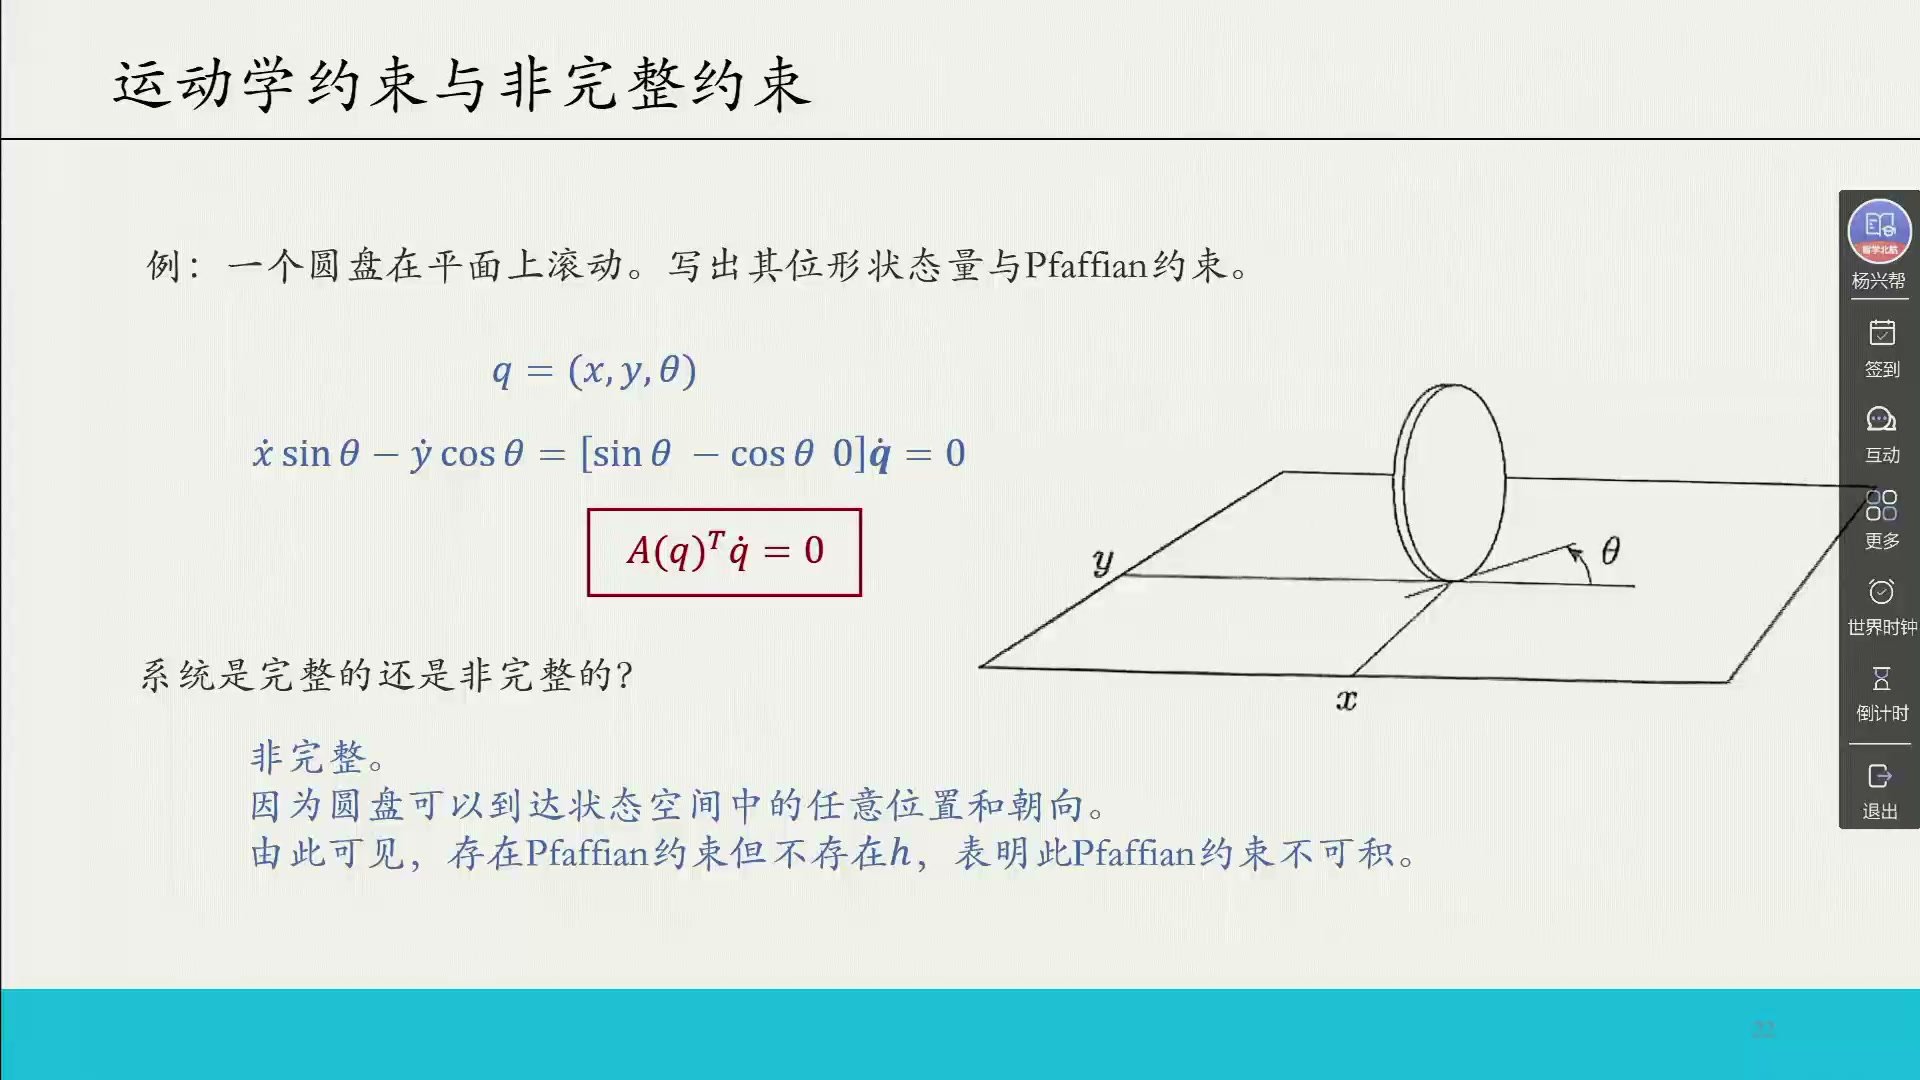 运动学约束与非完整约束
例：一个圆盘在平面上滚动。写出其位形状态量与Pfaffian约束。
q = (x, y, θ)
ẋ sin θ − ẏ cos θ = [sin θ − cos θ 0]q̇ = 0
A(q)ᵀq̇ = 0
y
θ
x
系统是完整的还是非完整的？
非完整。
因为圆盘可以到达状态空间中的任意位置和朝向。
由此可见，存在Pfaffian约束但不存在h，表明此Pfaffian约束不可积。
智学北航
杨兴帮
签到
互动
更多
世界时钟
倒计时
退出